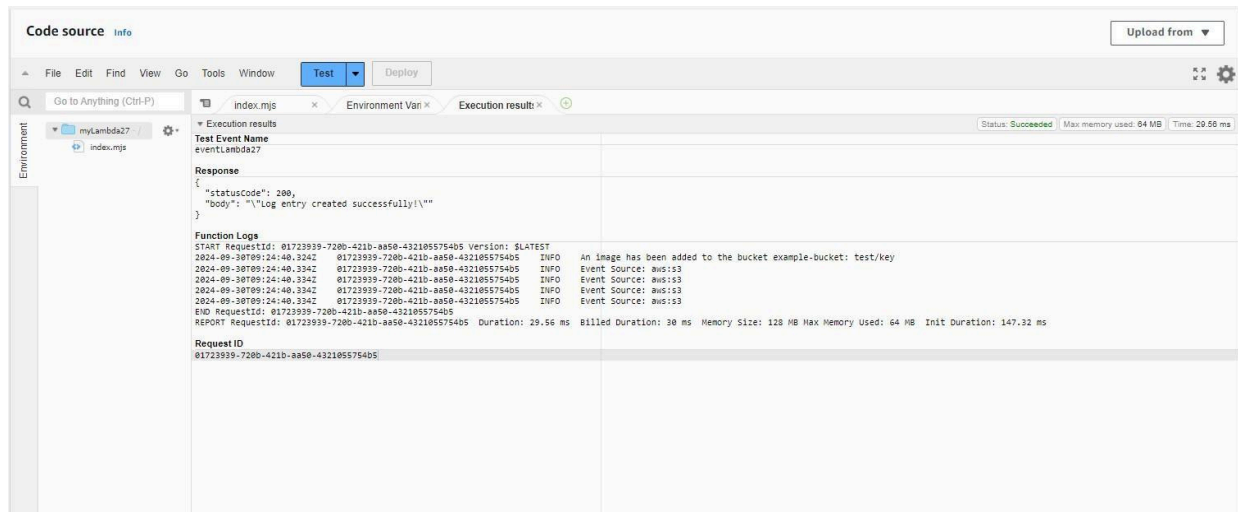 Code source Info
Upload from
File Edit Find View Go Tools Window Test Deploy
Go to Anything (Ctrl-P)
index.mjs Environment Vari Execution results
Environment
myLambda27
index.mjs
Execution results
Status: Succeeded Max memory used: 64 MB Time: 29.56 ms
Test Event Name
eventLambda27
Response
{
"statusCode": 200,
"body": "\"Log entry created successfully!\""
}
Function Logs
START RequestId: 01723939-720b-421b-aa50-4321055754b5 Version: $LATEST
2024-09-30T09:24:40.324Z 01723939-720b-421b-aa50-4321055754b5 INFO An image has been added to the bucket example-bucket: test/key
2024-09-30T09:24:40.334Z 01723939-720b-421b-aa50-4321055754b5 INFO Event Source: aws:s3
2024-09-30T09:24:40.334Z 01723939-720b-421b-aa50-4321055754b5 INFO Event Source: aws:s3
2024-09-30T09:24:40.334Z 01723939-720b-421b-aa50-4321055754b5 INFO Event Source: aws:s3
2024-09-30T09:24:40.334Z 01723939-720b-421b-aa50-4321055754b5 INFO Event Source: aws:s3
END RequestId: 01723939-720b-421b-aa50-4321055754b5
REPORT RequestId: 01723939-720b-421b-aa50-4321055754b5 Duration: 29.56 ms Billed Duration: 30 ms Memory Size: 128 MB Max Memory Used: 64 MB Init Duration: 147.32 ms
Request ID
01723939-720b-421b-aa50-4321055754b5